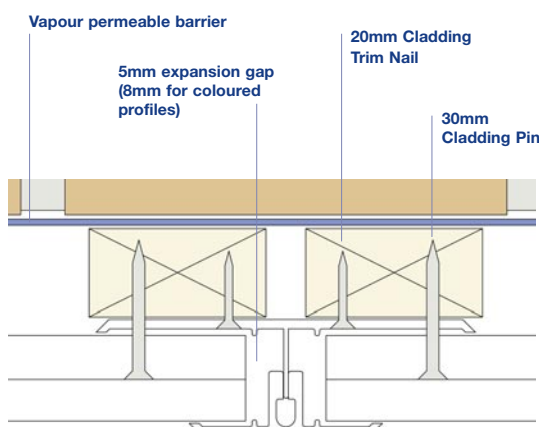 Vapour permeable barrier
20mm Cladding
Trim Nail
5mm expansion gap
(8mm for coloured
profiles)
30mm
Cladding Pin